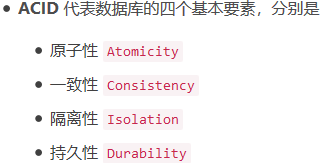 ACID 代表数据库的四个基本要素，分别是
原子性 Atomicity
一致性 Consistency
隔离性 Isolation
持久性 Durability